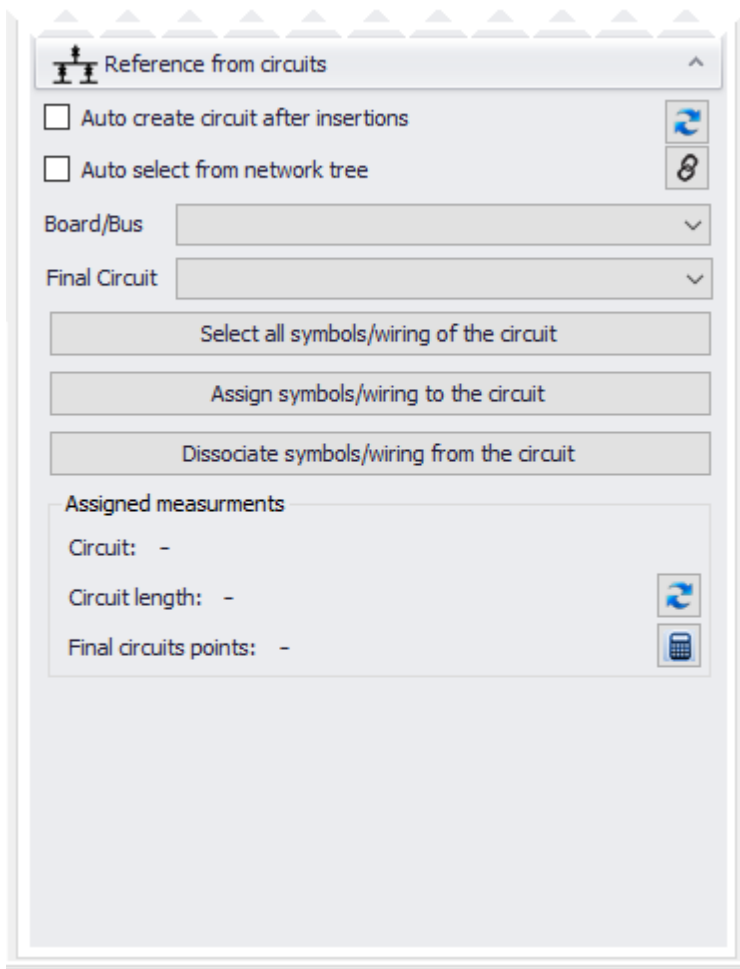 Reference from circuits
Auto create circuit after insertions
Auto select from network tree
Board/Bus
Final Circuit
Select all symbols/wiring of the circuit
Assign symbols/wiring to the circuit
Dissociate symbols/wiring from the circuit
Assigned measurments
Circuit: -
Circuit length: -
Final circuits points: -